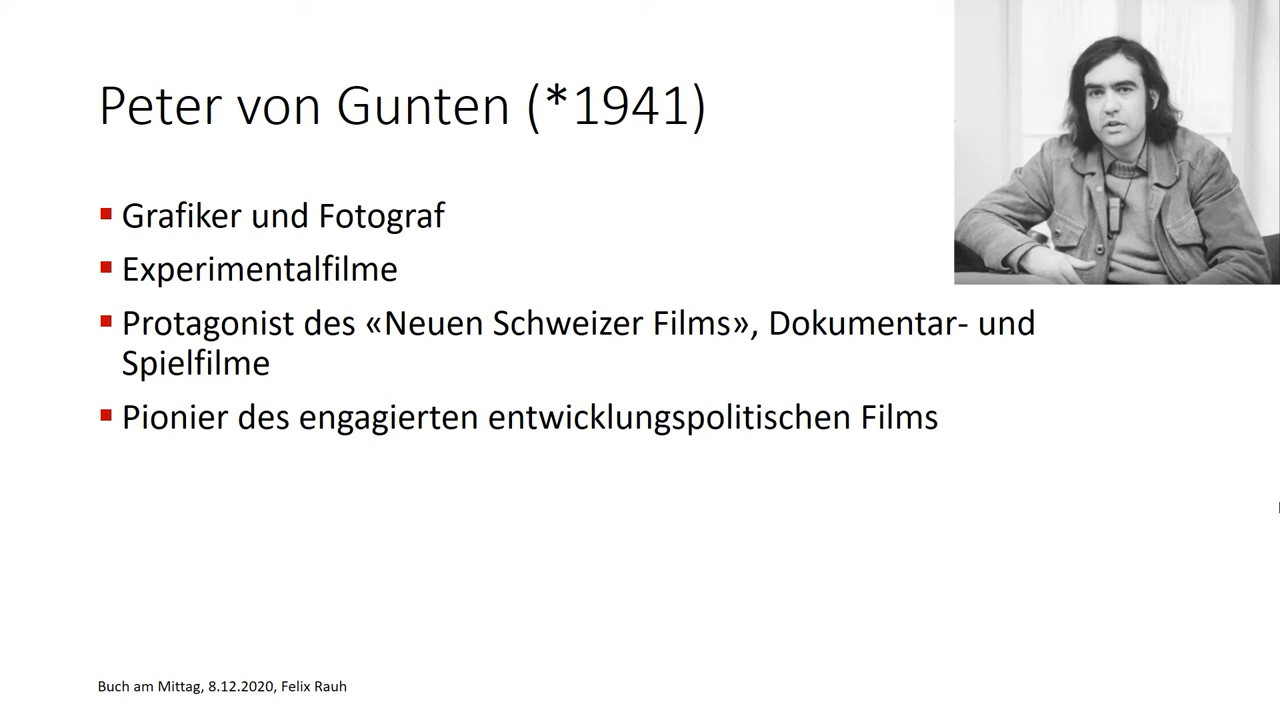 Peter von Gunten (*1941)
Grafiker und Fotograf
Experimentalfilme
Protagonist des «Neuen Schweizer Films», Dokumentar- und
Spielfilme
Pionier des engagierten entwicklungspolitischen Films
Buch am Mittag, 8.12.2020, Felix Rauh